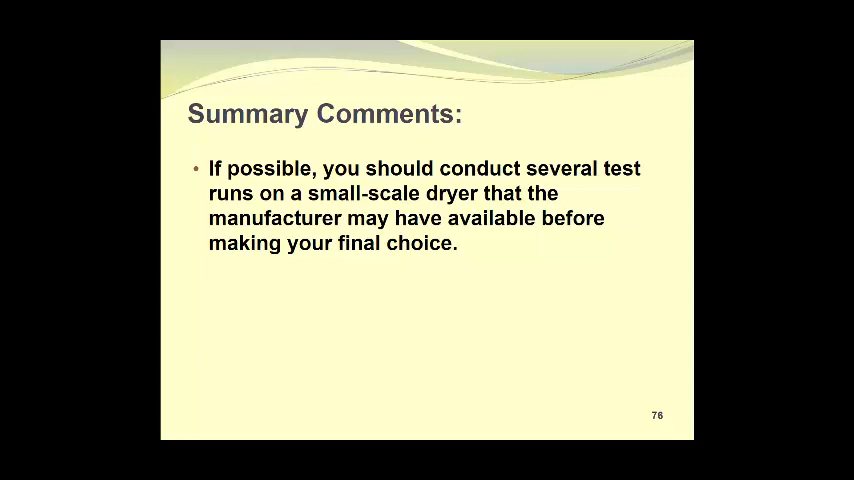 Summary Comments:
• If possible, you should conduct several test
runs on a small-scale dryer that the
manufacturer may have available before
making your final choice.
76